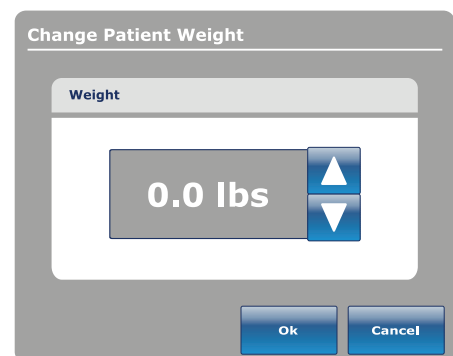 Change Patient Weight
Weight
0.0 lbs
Ok
Cancel